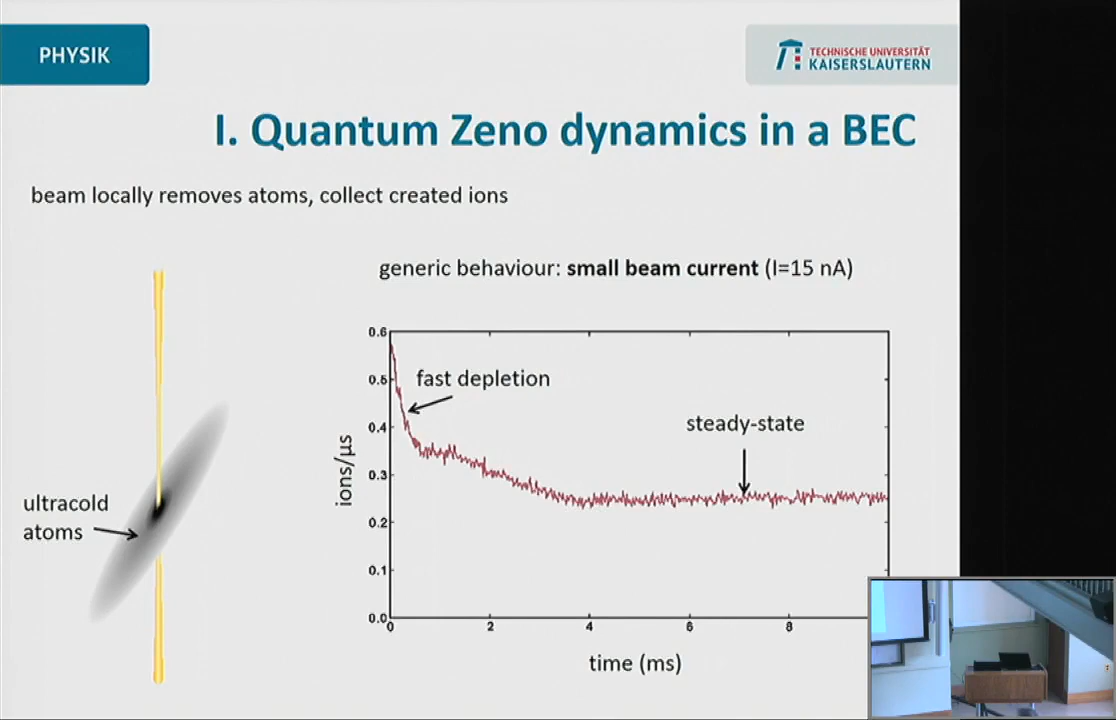 PHYSIK
TECHNISCHE UNIVERSITÄT
KAISERSLAUTERN
I. Quantum Zeno dynamics in a BEC
beam locally removes atoms, collect created ions
generic behaviour: small beam current (I=15 nA)
0.6
0.5
0.4
0.3
0.2
0.1
0.0
ions/µs
fast depletion
steady-state
0
2
4
6
8
time (ms)
ultracold
atoms